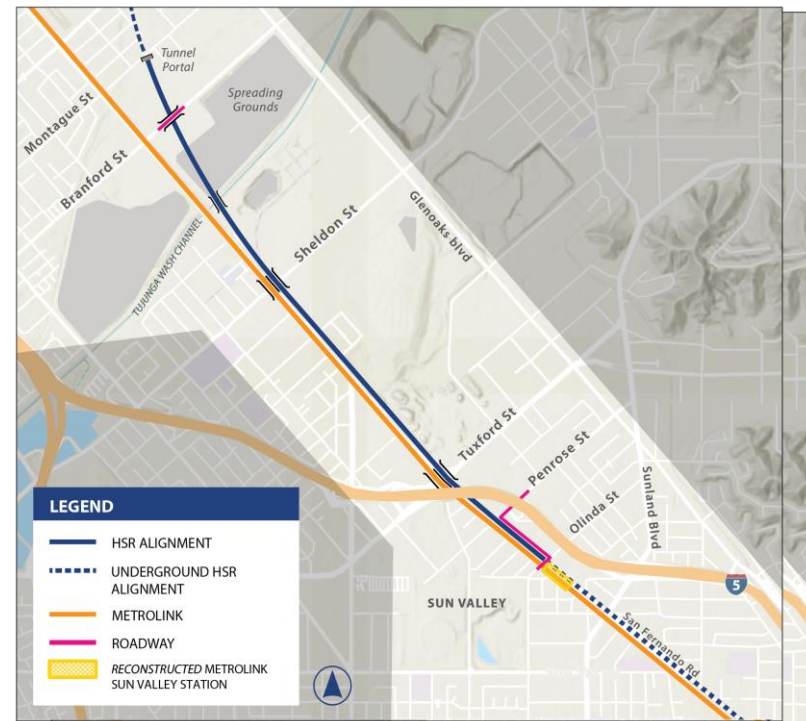 Tunnel
Portal
Spreading
Grounds
Montague St
Branford St
TUJUNGA WASH CHANNEL
Sheldon St
Glenoaks blvd
Tuxford St
Penrose St
Olinda St
Sunland Blvd
5
SUN VALLEY
San Fernando Rd
LEGEND
HSR ALIGNMENT
UNDERGROUND HSR
ALIGNMENT
METROLINK
ROADWAY
RECONSTRUCTED METROLINK
SUN VALLEY STATION